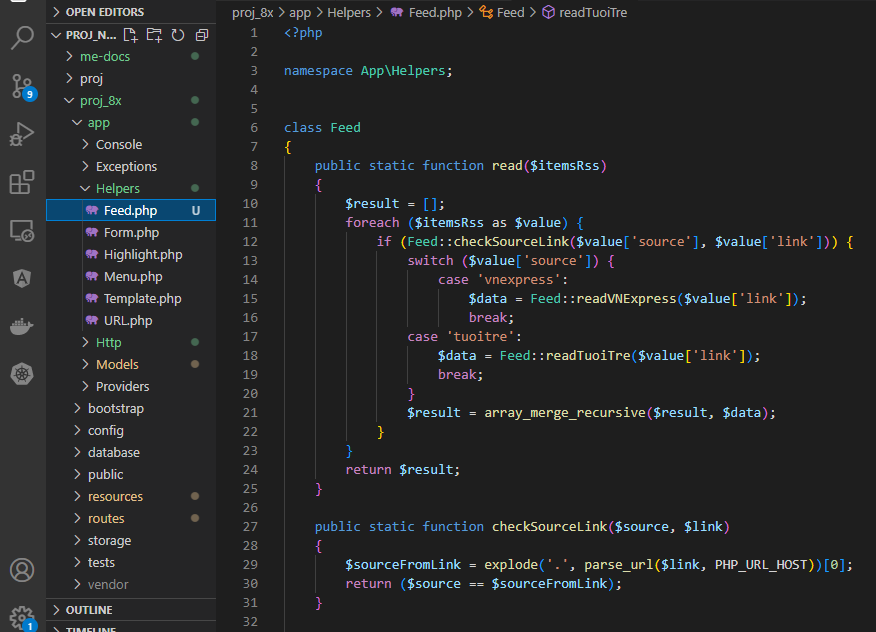 OPEN EDITORS
PROJ_N...
me-docs
proj
proj_8x
app
Console
Exceptions
Helpers
Feed.php U
Form.php
Highlight.php
Menu.php
Template.php
URL.php
Http
Models
Providers
bootstrap
config
database
public
resources
routes
storage
tests
vendor
OUTLINE
TIMELINE
9
1
proj_8x > app > Helpers > Feed.php > Feed > readTuoiTre
1 <?php
2
3 namespace App\Helpers;
4
5
6 class Feed
7 {
8     public static function read($itemsRss)
9     {
10         $result = [];
11         foreach ($itemsRss as $value) {
12             if (Feed::checkSourceLink($value['source'], $value['link'])) {
13                 switch ($value['source']) {
14                     case 'vnexpress':
15                         $data = Feed::readVNExpress($value['link']);
16                         break;
17                 case 'tuoitre':
18                     $data = Feed::readTuoiTre($value['link']);
19                     break;
20                 }
21                 $result = array_merge_recursive($result, $data);
22             }
23         }
24         return $result;
25     }
26
27     public static function checkSourceLink($source, $link)
28     {
29         $sourceFromLink = explode('.', parse_url($link, PHP_URL_HOST))[0];
30         return ($source == $sourceFromLink);
31     }
32